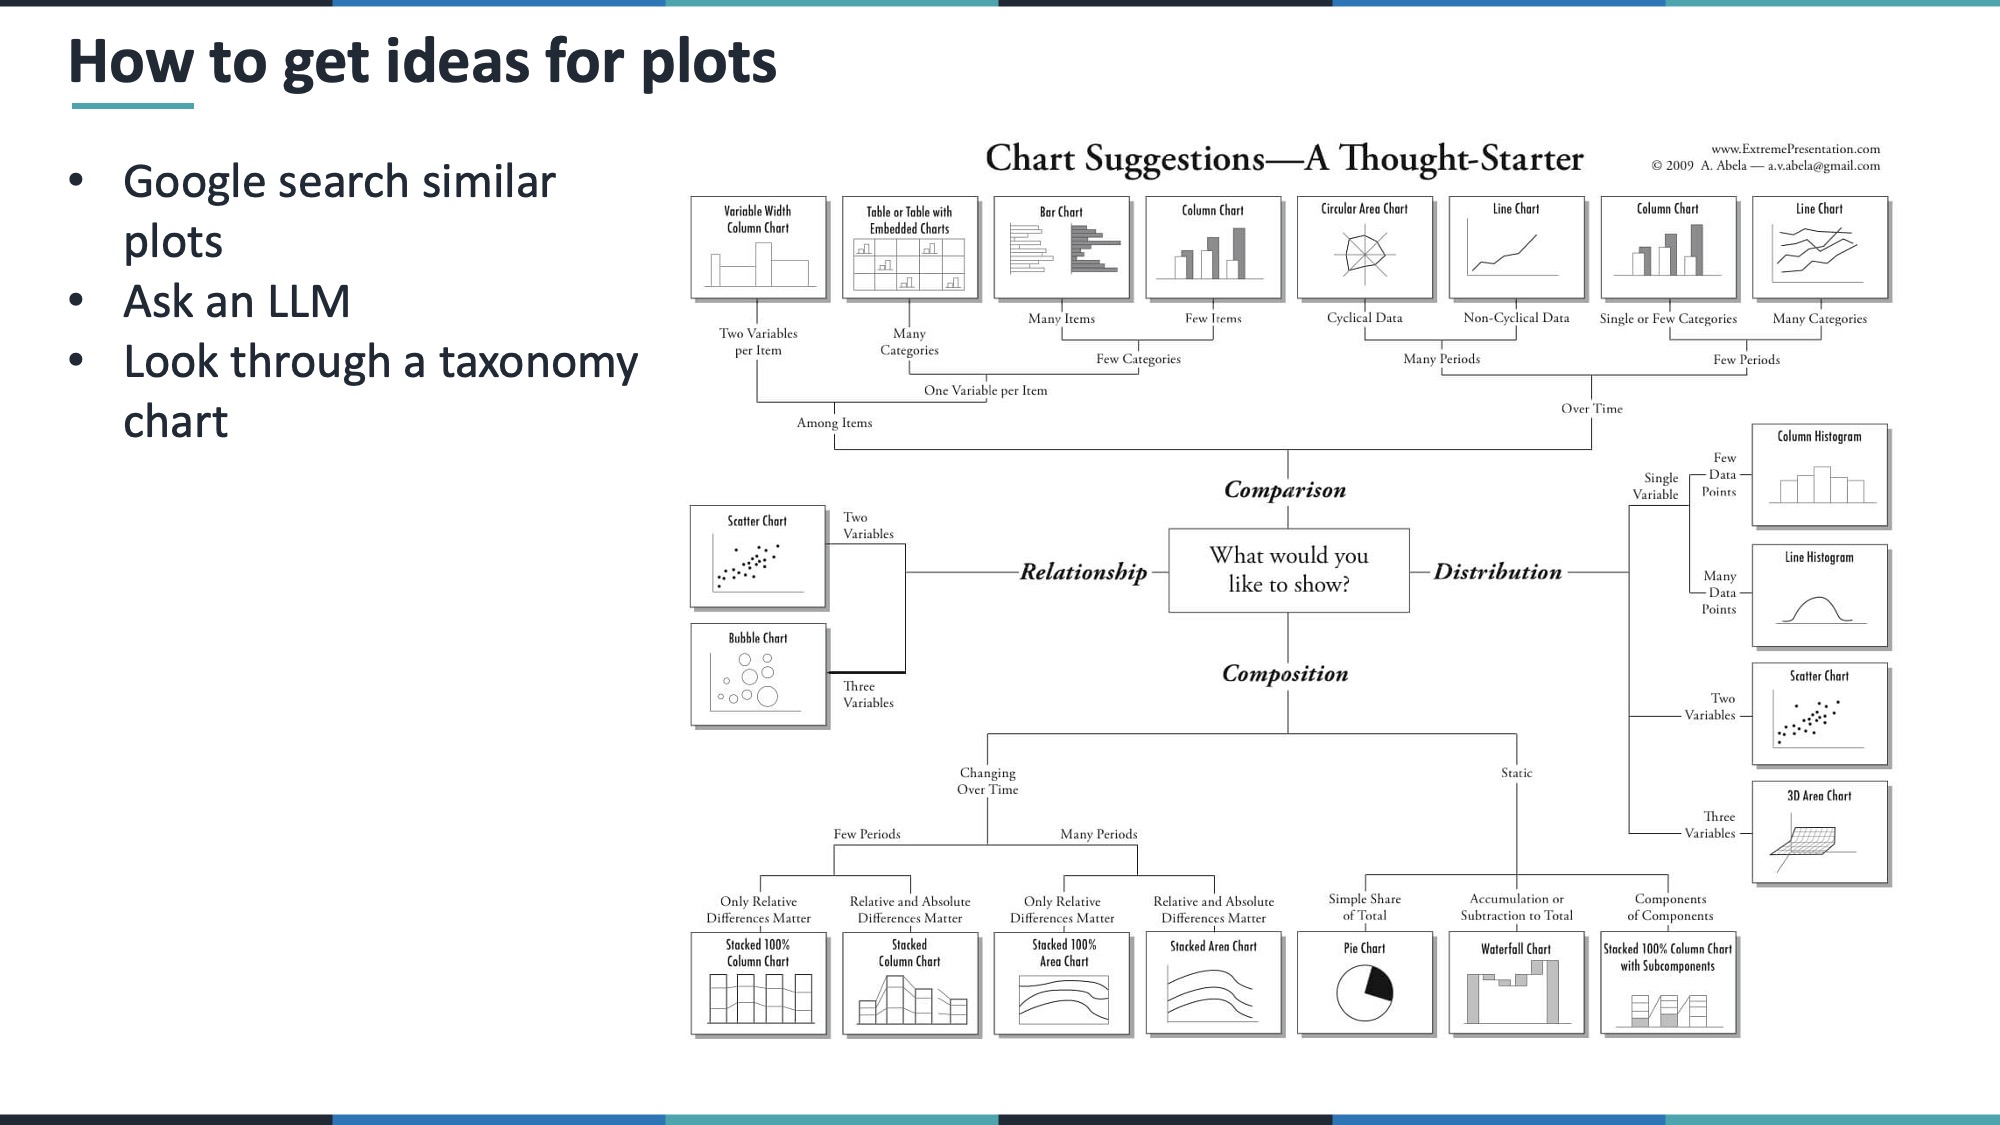 How to get ideas for plots
• Google search similar
plots
• Ask an LLM
• Look through a taxonomy
chart
Chart Suggestions—A Thought-Starter
www.ExtremePresentation.com
© 2009 A. Abela — a.v.abela@gmail.com
Variable Width
Column Chart
Table or Table with
Embedded Charts
Bar Chart
Column Chart
Circular Area Chart
Line Chart
Column Chart
Line Chart
Two Variables
per Item
Many
Categories
Many Items
Few Items
Cyclical Data
Non-Cyclical Data
Single or Few Categories
Many Categories
Few Categories
Many Periods
Few Periods
One Variable per Item
Among Items
Over Time
Comparison
What would you
like to show?
Relationship
Two
Variables
Scatter Chart
Three
Variables
Bubble Chart
Distribution
Single
Variable
Few
Data
Points
Column Histogram
Many
Data
Points
Line Histogram
Two
Variables
Scatter Chart
Three
Variables
3D Area Chart
Composition
Changing
Over Time
Static
Few Periods
Many Periods
Only Relative
Differences Matter
Relative and Absolute
Differences Matter
Only Relative
Differences Matter
Relative and Absolute
Differences Matter
Simple Share
of Total
Accumulation or
Subtraction to Total
Components
of Components
Stacked 100%
Column Chart
Stacked
Column Chart
Stacked 100%
Area Chart
Stacked Area Chart
Pie Chart
Waterfall Chart
Stacked 100% Column Chart
with Subcomponents